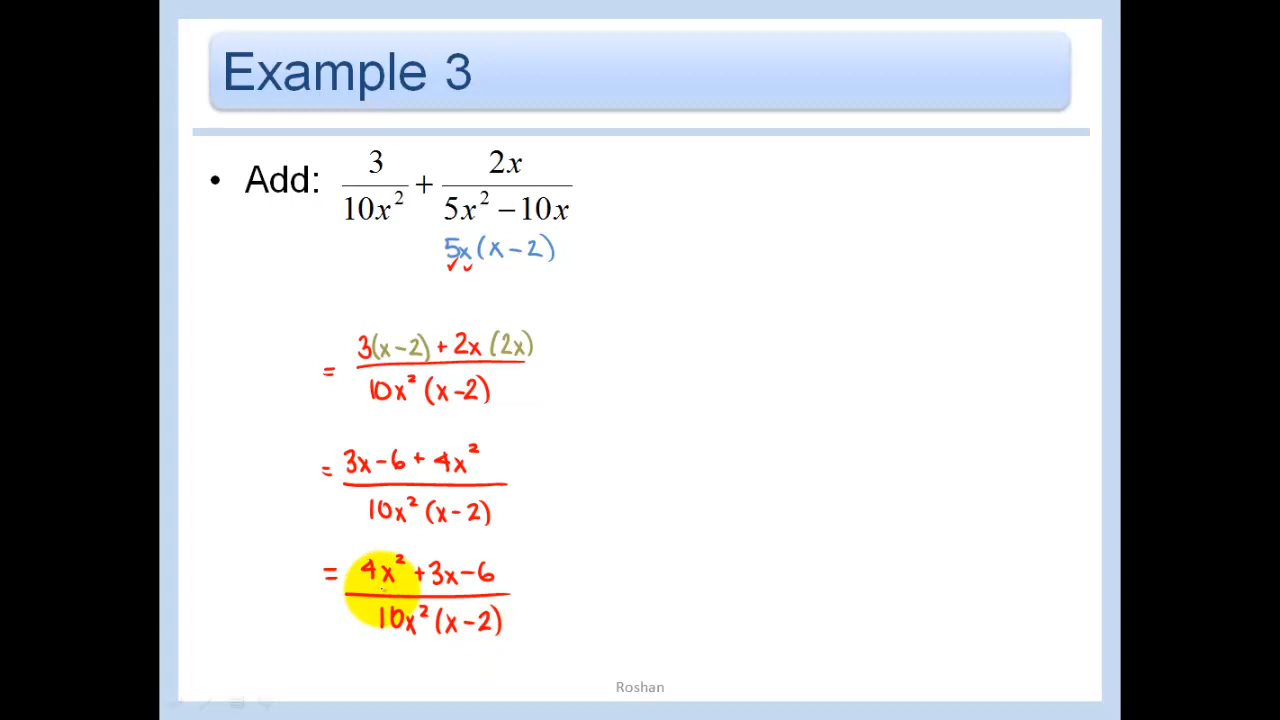 Example 3
• Add: 3/10x² + 2x/5x² − 10x
5x(x−2)
= 3(x−2) + 2x(2x)
10x²(x−2)
= 3x−6+4x²
10x²(x−2)
= 4x²+3x−6
10x²(x−2)
Roshan